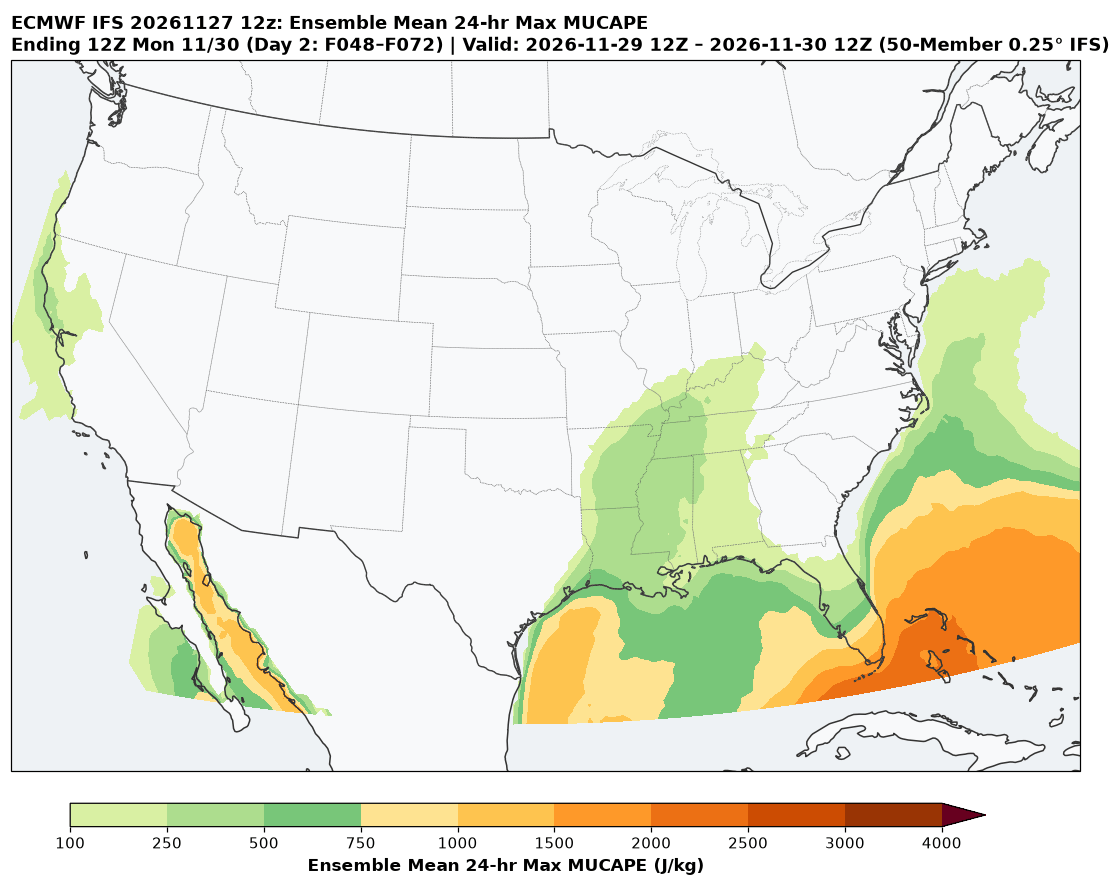 ECMWF IFS 20261127 12z: Ensemble Mean 24-hr Max MUCAPE
Ending 12Z Mon 11/30 (Day 2: F048–F072) | Valid: 2026-11-29 12Z – 2026-11-30 12Z (50-Member 0.25° IFS)
100 250 500 750 1000 1500 2000 2500 3000 4000
Ensemble Mean 24-hr Max MUCAPE (J/kg)